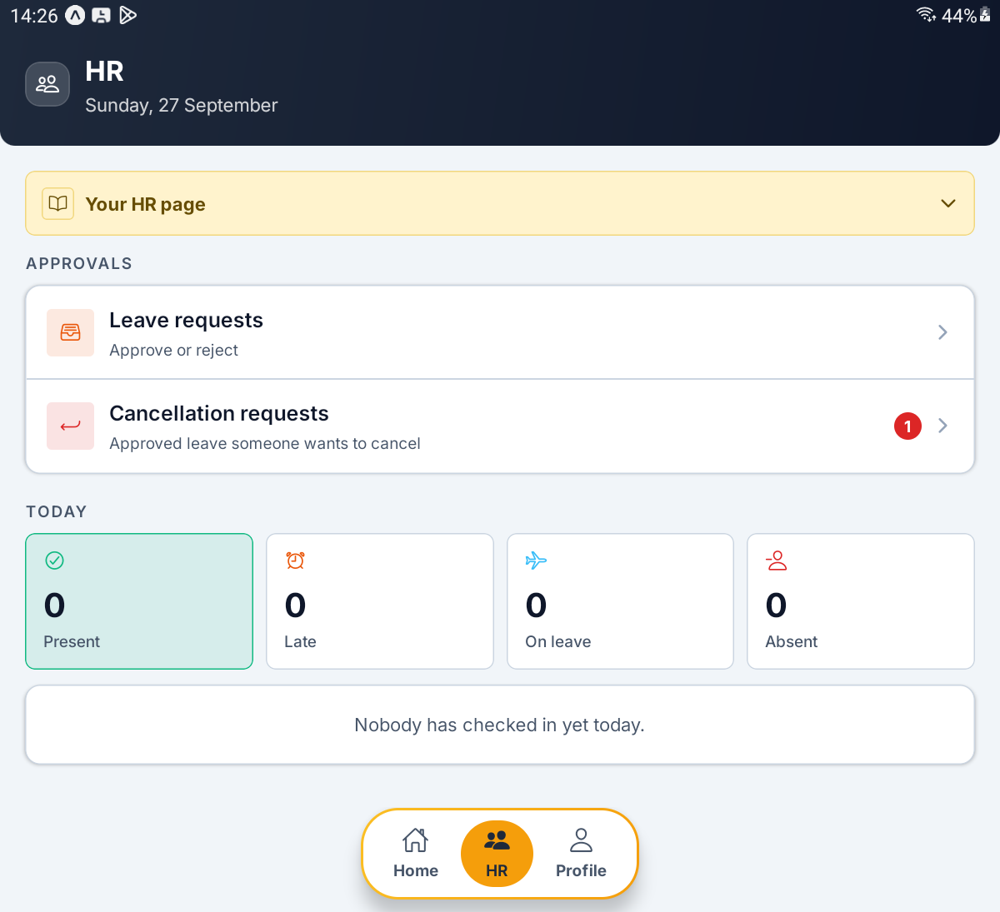 14:26
44%
HR
Sunday, 27 September
Your HR page
APPROVALS
Leave requests
Approve or reject
Cancellation requests
Approved leave someone wants to cancel
1
TODAY
0
Present
0
Late
0
On leave
0
Absent
Nobody has checked in yet today.
Home
HR
Profile